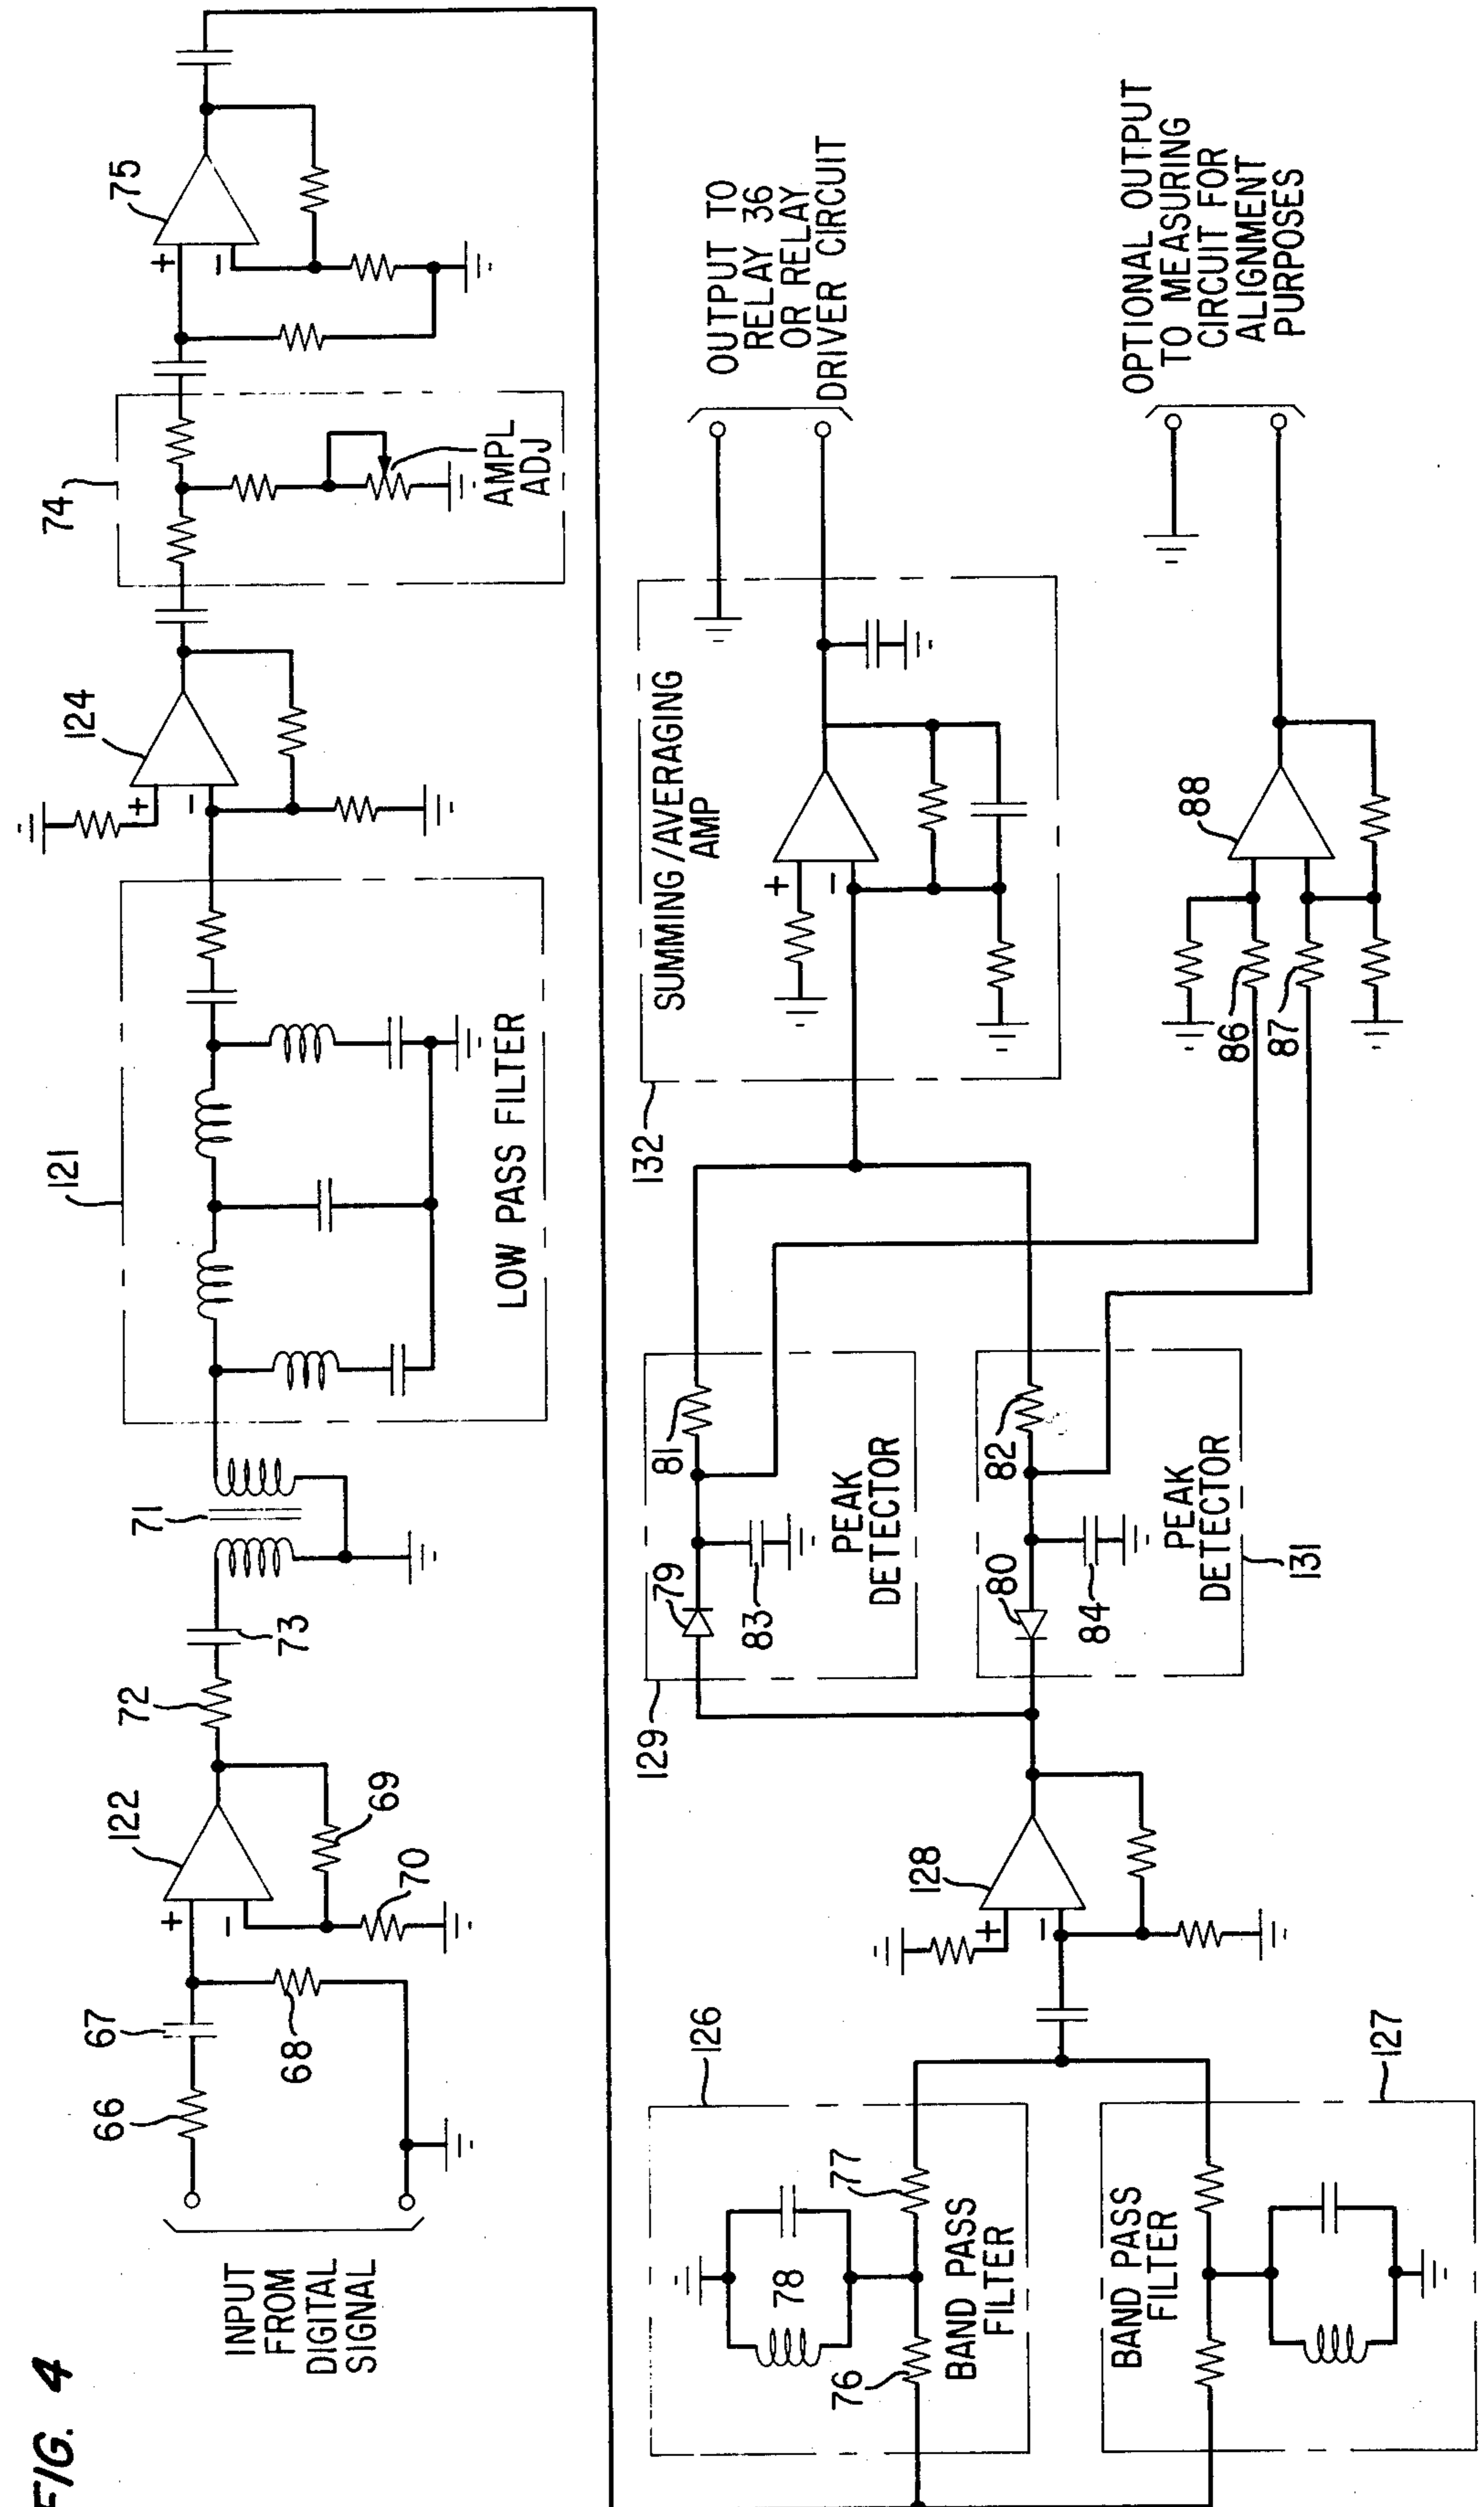 FIG. 4
INPUT
FROM
DIGITAL
SIGNAL
66
67
68
+
−
122
69
70
72
73
71
121
LOW PASS FILTER
124
+
−
74
AMPL
ADJ
75
+
−
126
76
77
78
BAND PASS
FILTER
127
BAND PASS
FILTER
128
+
−
129
79
83
81
PEAK
DETECTOR
80
84
82
PEAK
DETECTOR
131
132
SUMMING/AVERAGING
AMP
+
−
OUTPUT TO
RELAY 36
OR RELAY
DRIVER CIRCUIT
86
87
88
OPTIONAL OUTPUT
TO MEASURING
CIRCUIT FOR
ALIGNMENT
PURPOSES